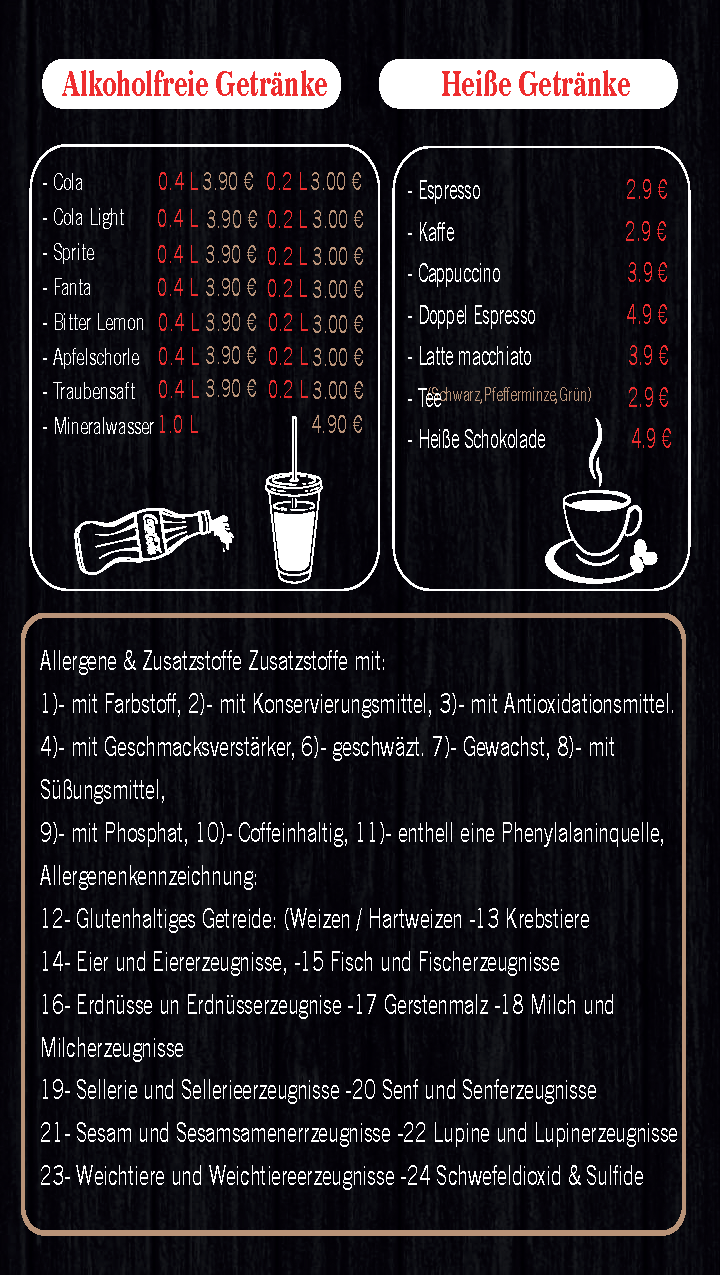 Alkoholfreie Getränke
- Cola 0.4 L 3.90 € 0.2 L 3.00 €
- Cola Light 0.4 L 3.90 € 0.2 L 3.00 €
- Sprite 0.4 L 3.90 € 0.2 L 3.00 €
- Fanta 0.4 L 3.90 € 0.2 L 3.00 €
- Bitter Lemon 0.4 L 3.90 € 0.2 L 3.00 €
- Apfelschorle 0.4 L 3.90 € 0.2 L 3.00 €
- Traubensaft 0.4 L 3.90 € 0.2 L 3.00 €
- Mineralwasser 1.0 L 4.90 €
Heiße Getränke
- Espresso 2.9 €
- Kaffe 2.9 €
- Cappuccino 3.9 €
- Doppel Espresso 4.9 €
- Latte macchiato 3.9 €
- Tee (Schwarz,Pfefferminze,Grün) 2.9 €
- Heiße Schokolade 4.9 €
Allergene & Zusatzstoffe Zusatzstoffe mit:
1)- mit Farbstoff, 2)- mit Konservierungsmittel, 3)- mit Antioxidationsmittel.
4)- mit Geschmacksverstärker, 6)- geschwäzt. 7)- Gewachst, 8)- mit
Süßungsmittel,
9)- mit Phosphat, 10)- Coffeinhaltig, 11)- enthell eine Phenylalaninquelle,
Allergenenkennzeichnung:
12- Glutenhaltiges Getreide: (Weizen / Hartweizen -13 Krebstiere
14- Eier und Eiererzeugnisse, -15 Fisch und Fischerzeugnisse
16- Erdnüsse un Erdnüsserzeugnise -17 Gerstenmalz -18 Milch und
Milcherzeugnisse
19- Sellerie und Sellerieerzeugnisse -20 Senf und Senferzeugnisse
21- Sesam und Sesamsamenerrzeugnisse -22 Lupine und Lupinerzeugnisse
23- Weichtiere und Weichtiereerzeugnisse -24 Schwefeldioxid & Sulfide